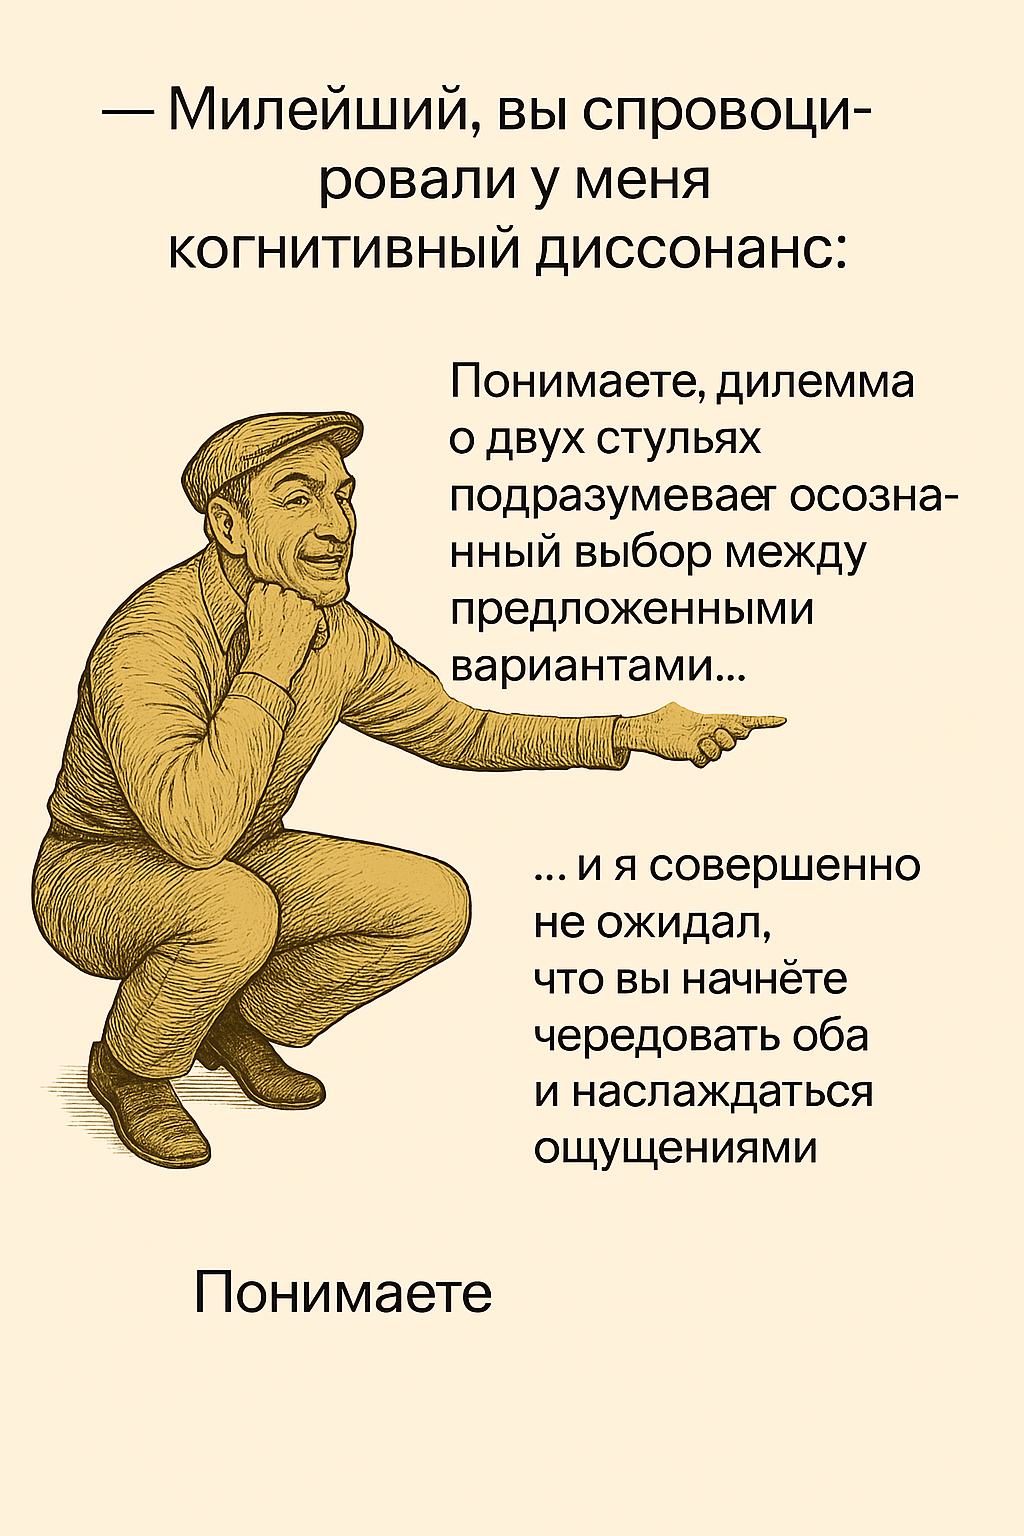 — Милейший, вы спровоци-
ровали у меня
когнитивный диссонанс:
Понимаете, дилемма
о двух стульях
подразумевает осозна-
нный выбор между
предложенными
вариантами...
... и я совершенно
не ожидал,
что вы начнёте
чередовать оба
и наслаждаться
ощущениями
Понимаете